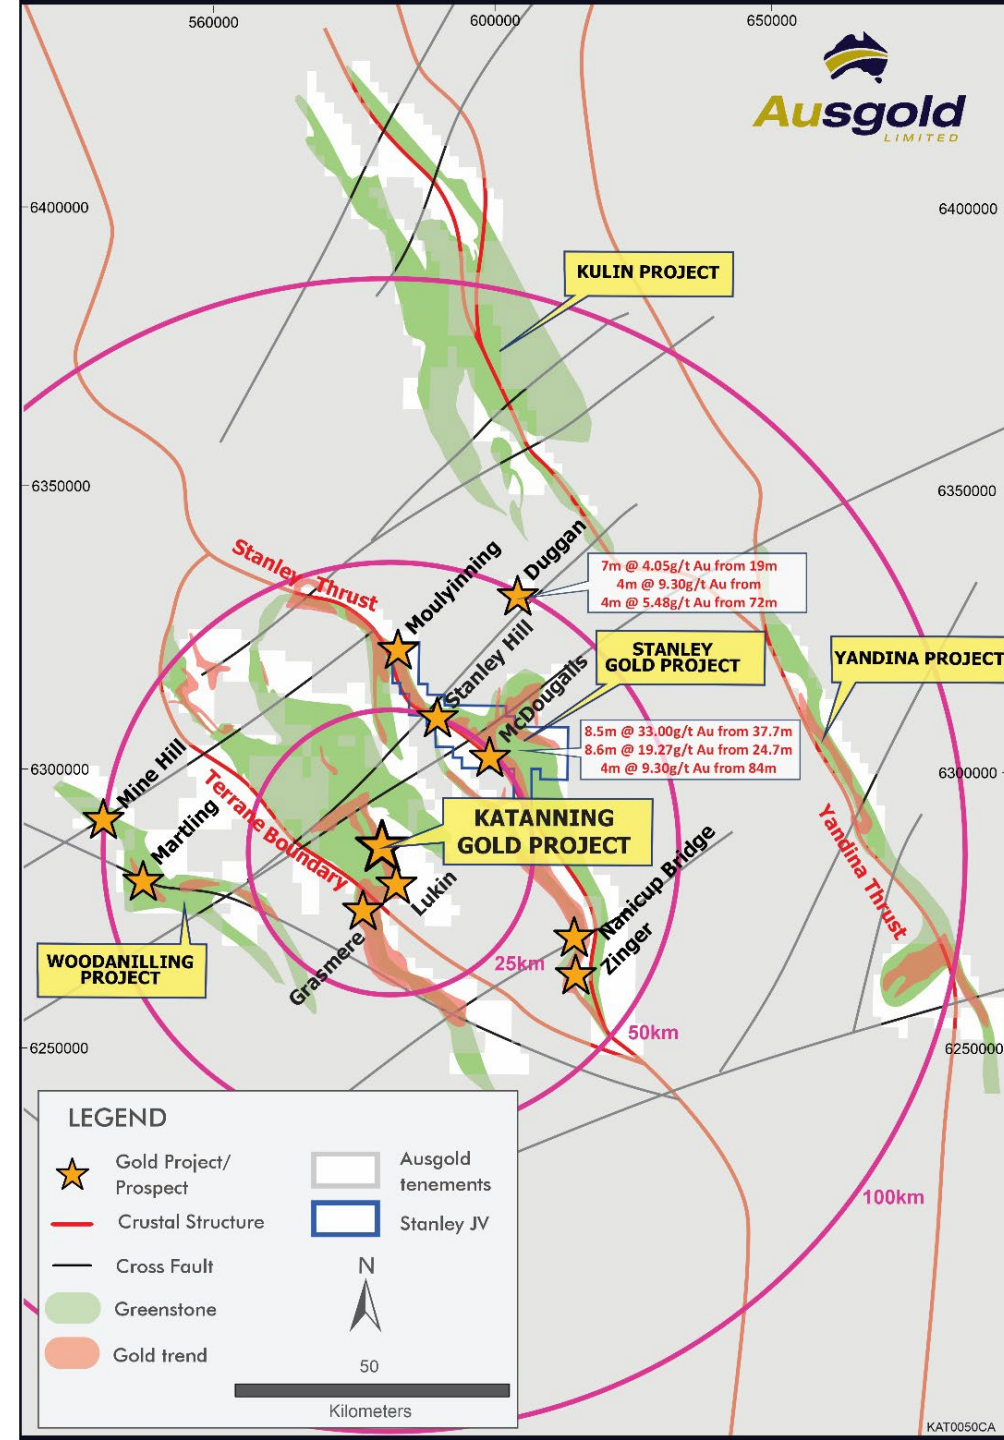 560000
600000
650000
Ausgold
LIMITED
6400000
6400000
KULIN PROJECT
6350000
6350000
Stanley Thrust
Moulyinning
Duggan
7m @ 4.05g/t Au from 19m
4m @ 9.30g/t Au from
4m @ 5.48g/t Au from 72m
Stanley Hill
STANLEY
GOLD PROJECT
McDougalls
YANDINA PROJECT
8.5m @ 33.00g/t Au from 37.7m
8.6m @ 19.27g/t Au from 24.7m
4m @ 9.30g/t Au from 84m
6300000
6300000
Mine Hill
Martling
Terrane Boundary
KATANNING
GOLD PROJECT
Yandina Thrust
Lukin
Nanicup Bridge
Zinger
Grasmere
WOODANILLING
PROJECT
25km
50km
6250000
6250000
100km
LEGEND
Gold Project/
Prospect
Crustal Structure
Cross Fault
Greenstone
Gold trend
Ausgold
tenements
Stanley JV
N
50
Kilometers
KAT0050CA